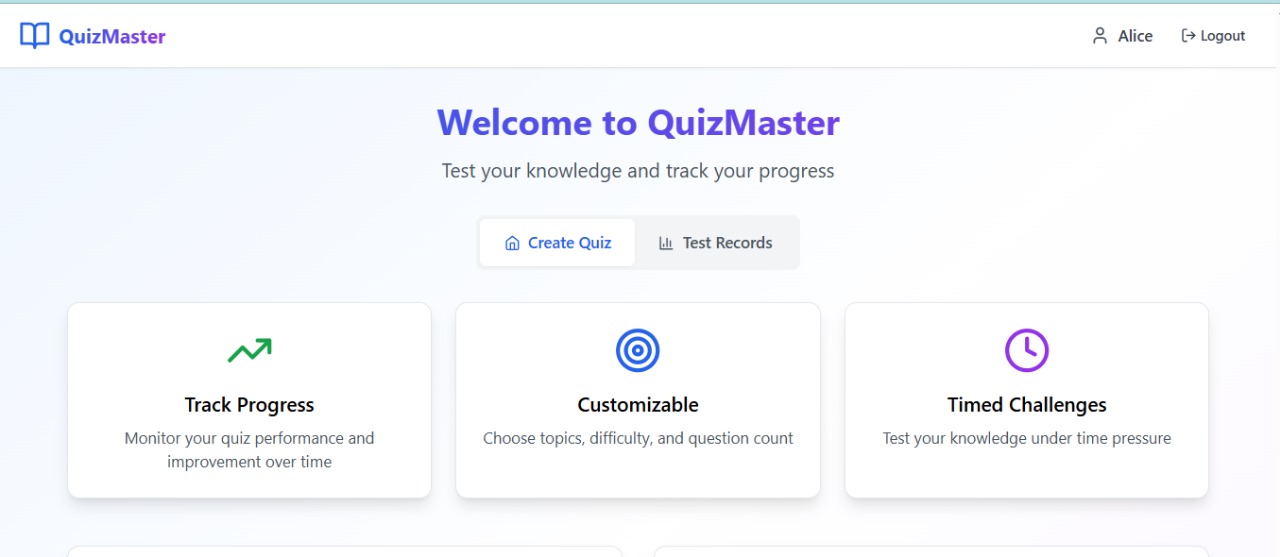 QuizMaster
Alice
Logout
Welcome to QuizMaster
Test your knowledge and track your progress
Create Quiz
Test Records
Track Progress
Monitor your quiz performance and
improvement over time
Customizable
Choose topics, difficulty, and question count
Timed Challenges
Test your knowledge under time pressure